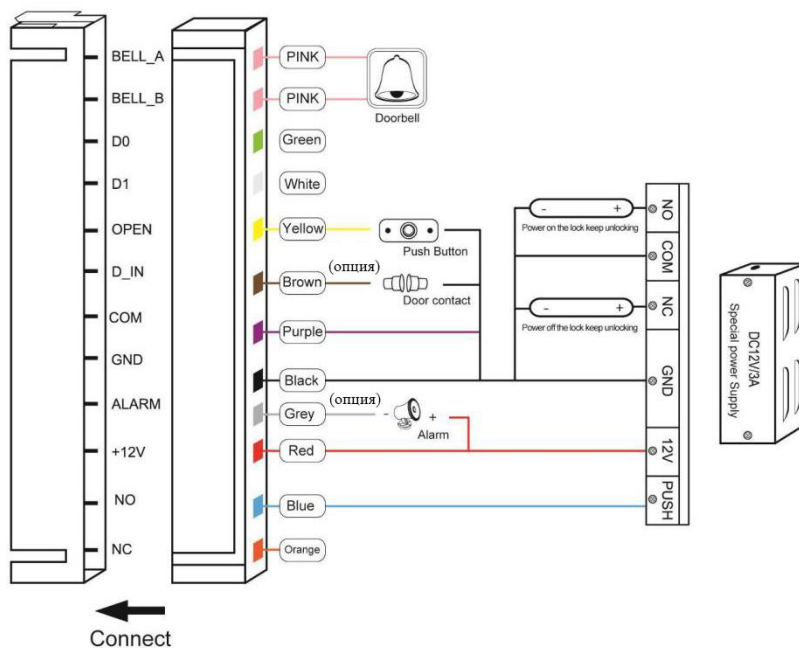 BELL_A
BELL_B
D0
D1
OPEN
D_IN
COM
GND
ALARM
+12V
NO
NC
Connect
PINK
PINK
Green
White
Yellow
Brown
Purple
Black
Grey
Red
Blue
Orange
Doorbell
Push Button
(опция)
Door contact
(опция)
- +
Alarm
- +
Power on the lock keep unlocking
- +
Power off the lock keep unlocking
NO
COM
NC
GND
12V
PUSH
DC12V/3A
Special power Supply